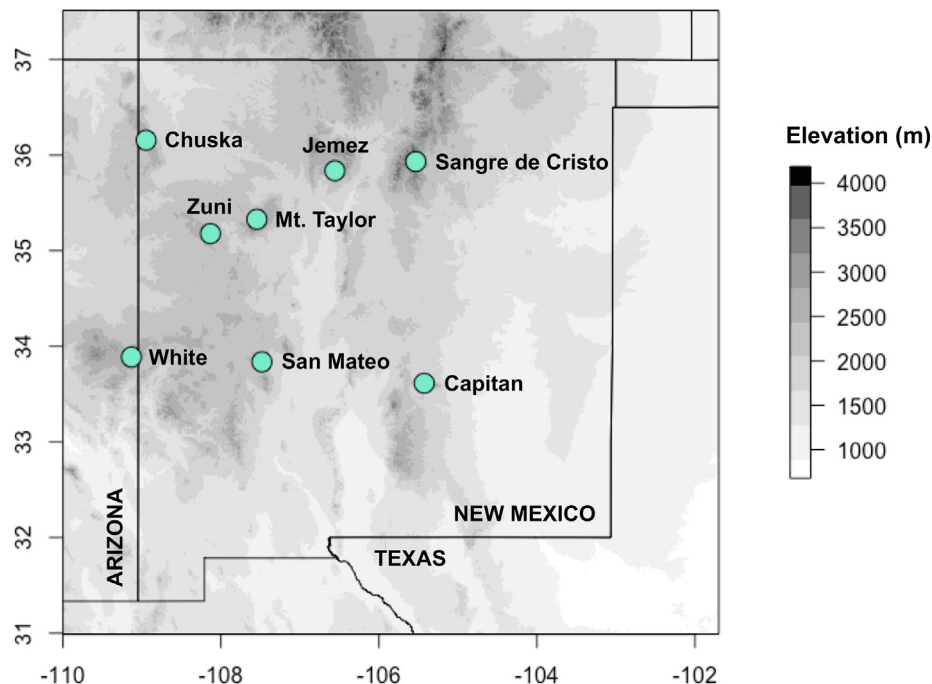 37
36
35
34
33
32
31
Chuska
Jemez
Sangre de Cristo
Zuni
Mt. Taylor
White
San Mateo
Capitan
ARIZONA
NEW MEXICO
TEXAS
-110
-108
-106
-104
-102
Elevation (m)
4000
3500
3000
2500
2000
1500
1000